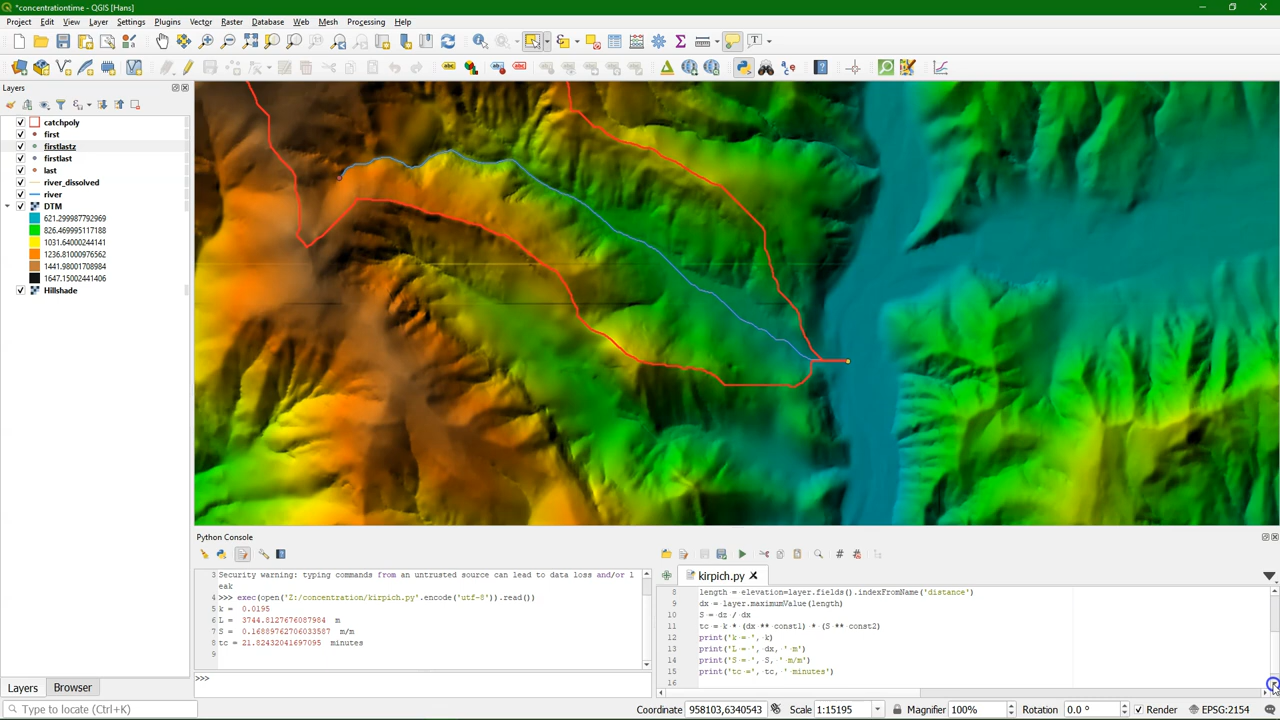 *concentrationtime - QGIS [Hans]
Project Edit View Layer Settings Plugins Vector Raster Database Web Mesh Processing Help
Layers
catchpoly
first
firstlastz
firstlast
last
river_dissolved
river
DTM
621.299987792969
826.469995117188
1031.64000244141
1236.81000976562
1441.98001708984
1647.15002441406
Hillshade
Python Console
3 Security warning: typing commands from an untrusted source can lead to data loss and/or l
eak
4 >>> exec(open('Z:/concentration/kirpich.py'.encode('utf-8')).read())
5 k = 0.0195
6 L = 3744.8127676087984 m
7 S = 0.16889762706033587 m/m
8 tc = 21.82432041697095 minutes
9
>>>
kirpich.py
8 length = elevation=layer.fields().indexFromName('distance')
9 dx = layer.maximumValue(length)
10 S = dz / dx
11 tc = k * (dx ** const1) * (S ** const2)
12 print('k = ', k)
13 print('L = ', dx, ' m')
14 print('S = ', S, ' m/m')
15 print('tc =', tc, ' minutes')
16
Layers Browser
Type to locate (Ctrl+K)
Coordinate 958103,6340543 Scale 1:15195 Magnifier 100% Rotation 0.0 ° Render EPSG:2154